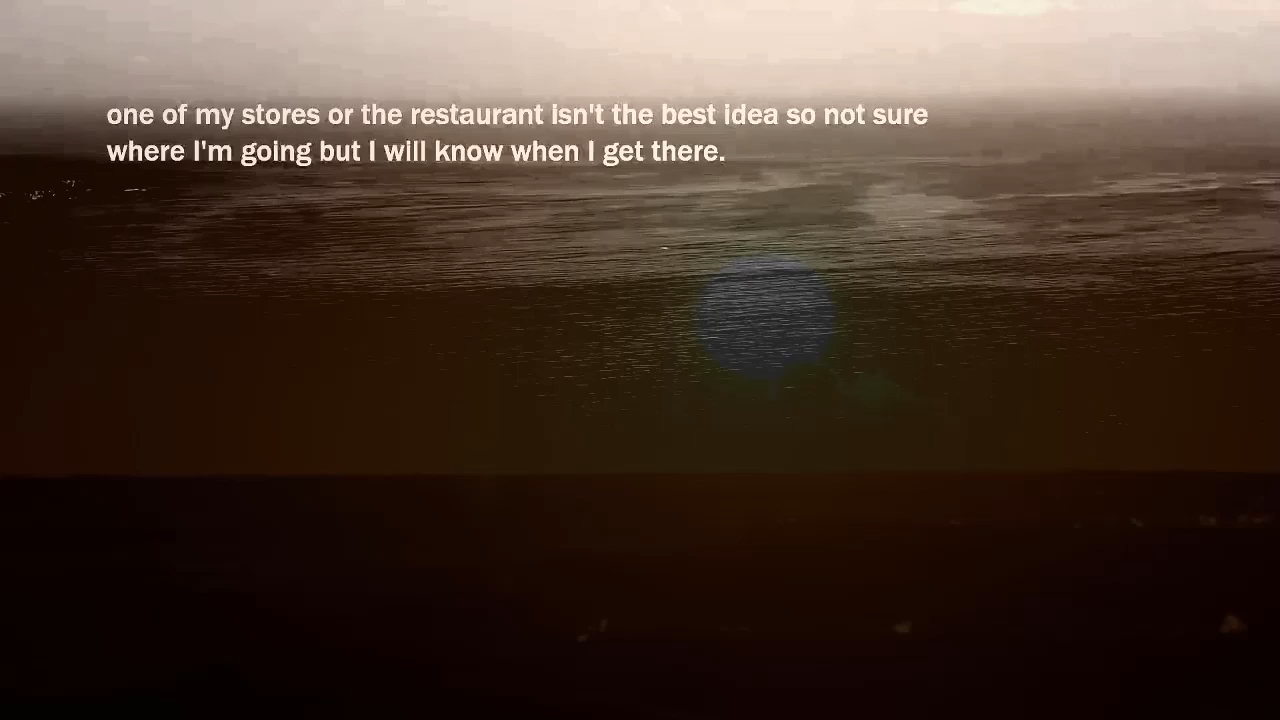 one of my stores or the restaurant isn't the best idea so not sure
where I'm going but I will know when I get there.